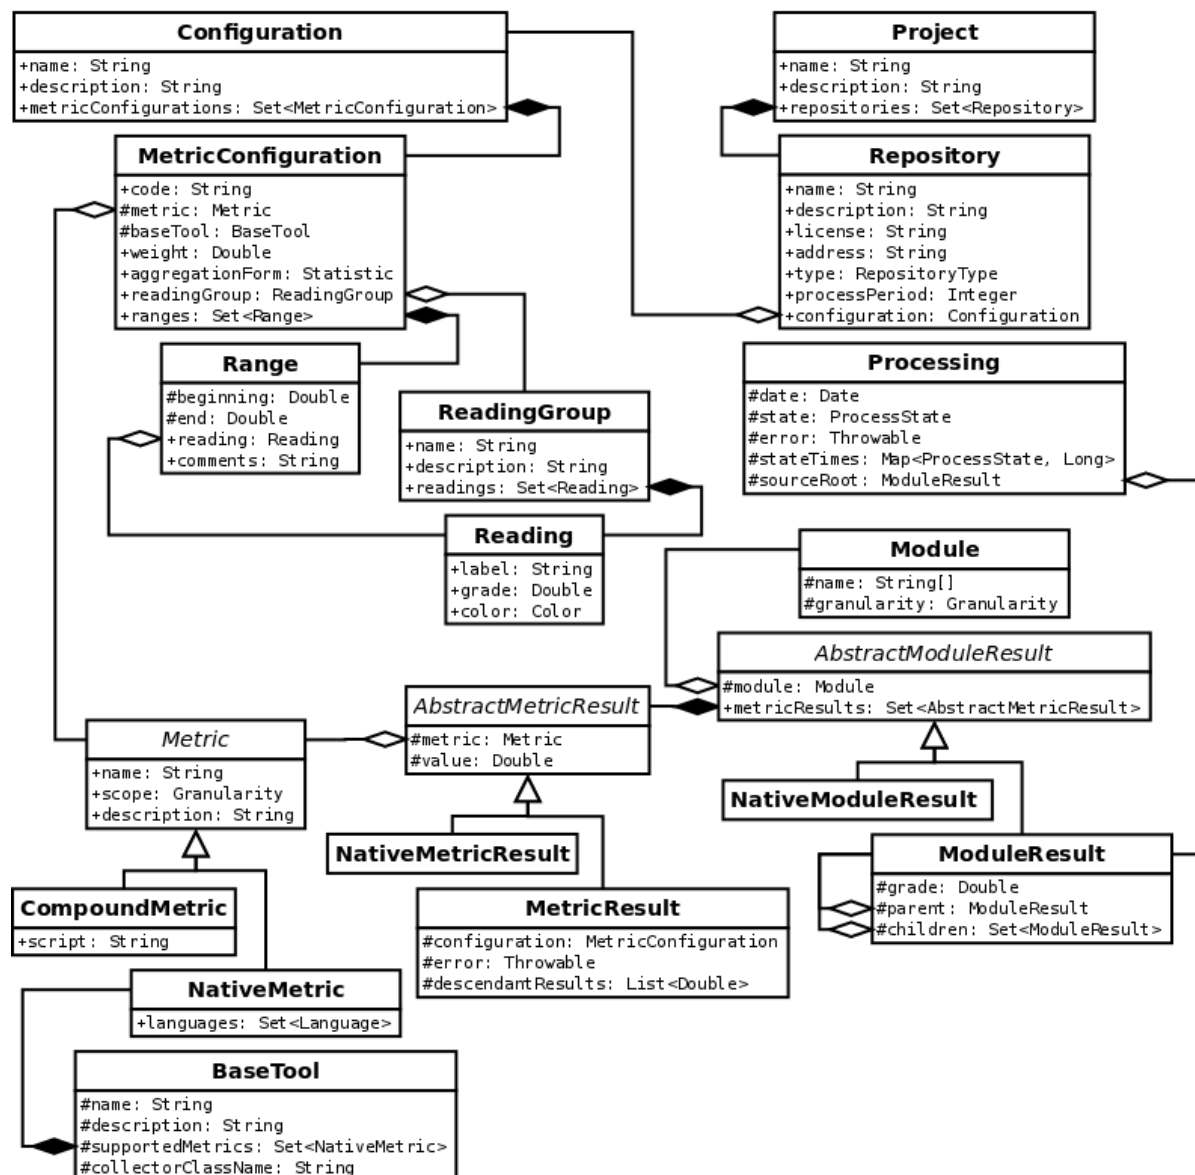 Configuration
+name: String
+description: String
+metricConfigurations: Set<MetricConfiguration>
Project
+name: String
+description: String
+repositories: Set<Repository>
MetricConfiguration
+code: String
#metric: Metric
#baseTool: BaseTool
+weight: Double
+aggregationForm: Statistic
+readingGroup: ReadingGroup
+ranges: Set<Range>
Repository
+name: String
+description: String
+license: String
+address: String
+type: RepositoryType
+processPeriod: Integer
+configuration: Configuration
Range
#beginning: Double
#end: Double
+reading: Reading
+comments: String
ReadingGroup
+name: String
+description: String
+readings: Set<Reading>
Processing
#date: Date
#state: ProcessState
#error: Throwable
#stateTimes: Map<ProcessState, Long>
#sourceRoot: ModuleResult
Reading
+label: String
+grade: Double
+color: Color
Module
#name: String[]
#granularity: Granularity
AbstractModuleResult
#module: Module
+metricResults: Set<AbstractMetricResult>
AbstractMetricResult
#metric: Metric
#value: Double
Metric
+name: String
+scope: Granularity
+description: String
NativeModuleResult
NativeMetricResult
ModuleResult
#grade: Double
#parent: ModuleResult
#children: Set<ModuleResult>
CompoundMetric
+script: String
MetricResult
#configuration: MetricConfiguration
#error: Throwable
#descendantResults: List<Double>
NativeMetric
+languages: Set<Language>
BaseTool
#name: String
#description: String
#supportedMetrics: Set<NativeMetric>
#collectorClassName: String